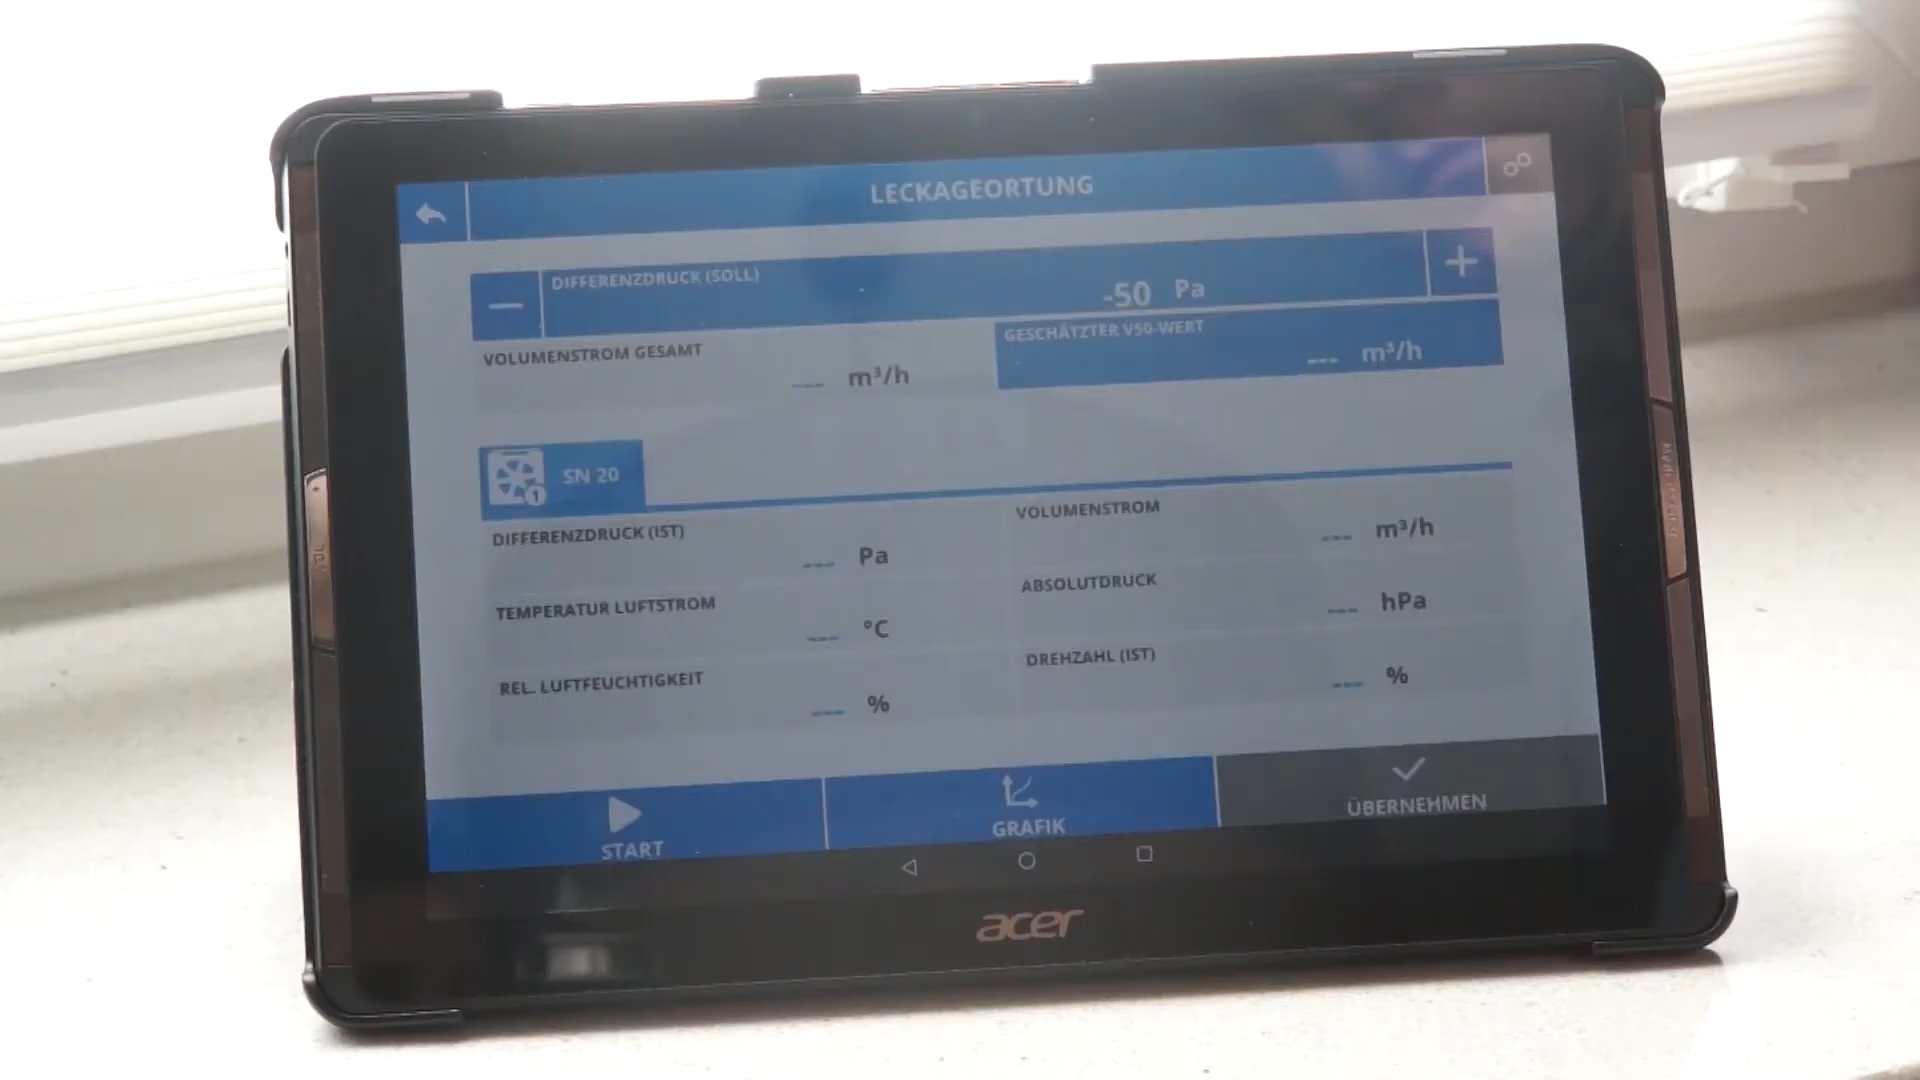 LECKAGEORTUNG
DIFFERENZDRUCK (SOLL)
-50 Pa
VOLUMENSTROM GESAMT
--- m³/h
GESCHÄTZTER V50-WERT
--- m³/h
1 SN 20
DIFFERENZDRUCK (IST)
--- Pa
VOLUMENSTROM
--- m³/h
TEMPERATUR LUFTSTROM
--- °C
ABSOLUTDRUCK
--- hPa
REL. LUFTFEUCHTIGKEIT
--- %
DREHZAHL (IST)
--- %
START
GRAFIK
ÜBERNEHMEN
acer